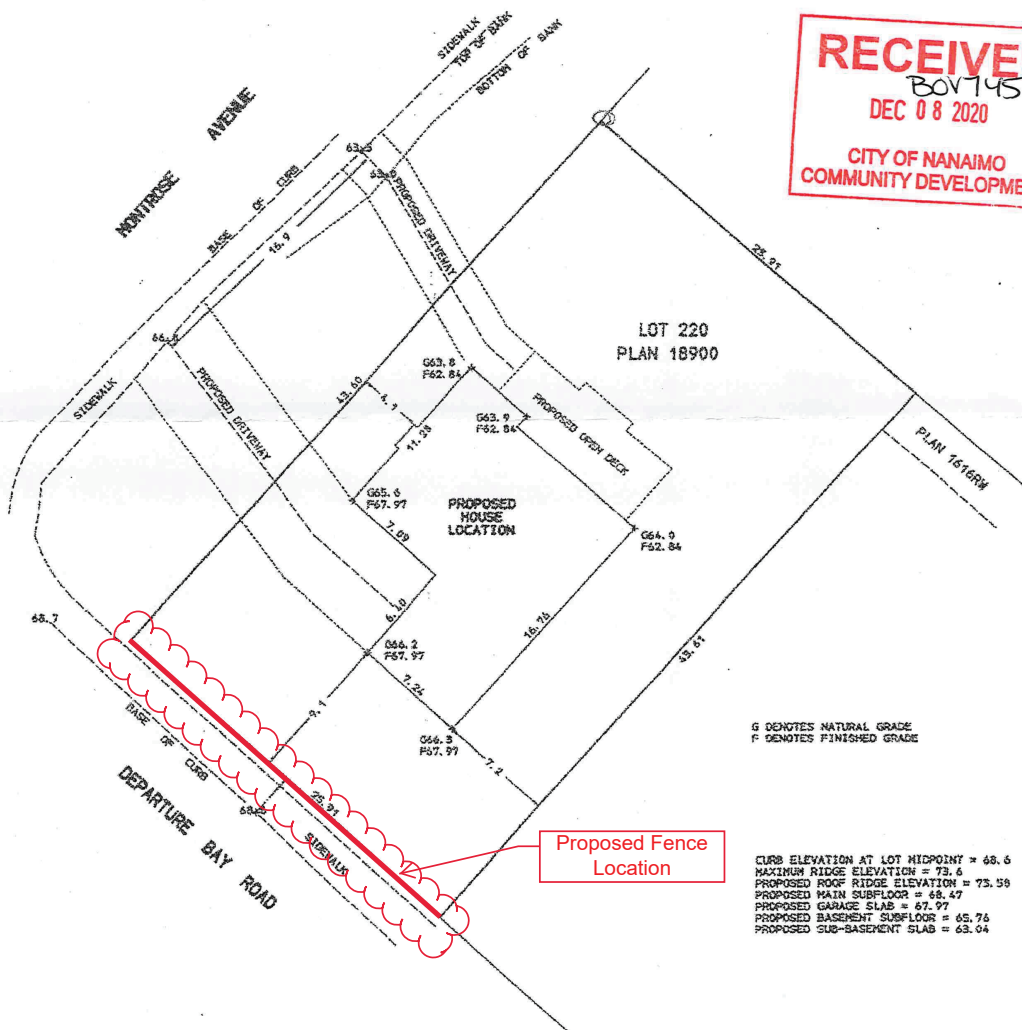 RECEIVE
BOV745
DEC 08 2020
CITY OF NANAIMO
COMMUNITY DEVELOPME
MONTROSE AVENUE
SIDEWALK
TOP OF BANK
BOTTOM OF BANK
BASE OF CURB
63.5
16.9
PROPOSED DRIVEWAY
25.91
LOT 220
PLAN 18900
66.8
SIDEWALK
PROPOSED DRIVEWAY
43.60
4.9
11.28
G63.8
F62.84
G63.9
F62.84
PROPOSED OPEN DECK
PLAN 1616RW
G65.6
F67.97
PROPOSED
HOUSE
LOCATION
7.09
G64.0
F62.84
6.10
16.76
43.61
68.7
G66.2
F67.97
7.24
9.1
G66.3
F67.97
7.2
BASE OF CURB
25.91
SIDEWALK
DEPARTURE BAY ROAD
G DENOTES NATURAL GRADE
F DENOTES FINISHED GRADE
Proposed Fence
Location
CURB ELEVATION AT LOT MIDPOINT = 68.6
MAXIMUM RIDGE ELEVATION = 73.6
PROPOSED ROOF RIDGE ELEVATION = 73.58
PROPOSED MAIN SUBFLOOR = 68.47
PROPOSED GARAGE SLAB = 67.97
PROPOSED BASEMENT SUBFLOOR = 65.76
PROPOSED SUB-BASEMENT SLAB = 63.04